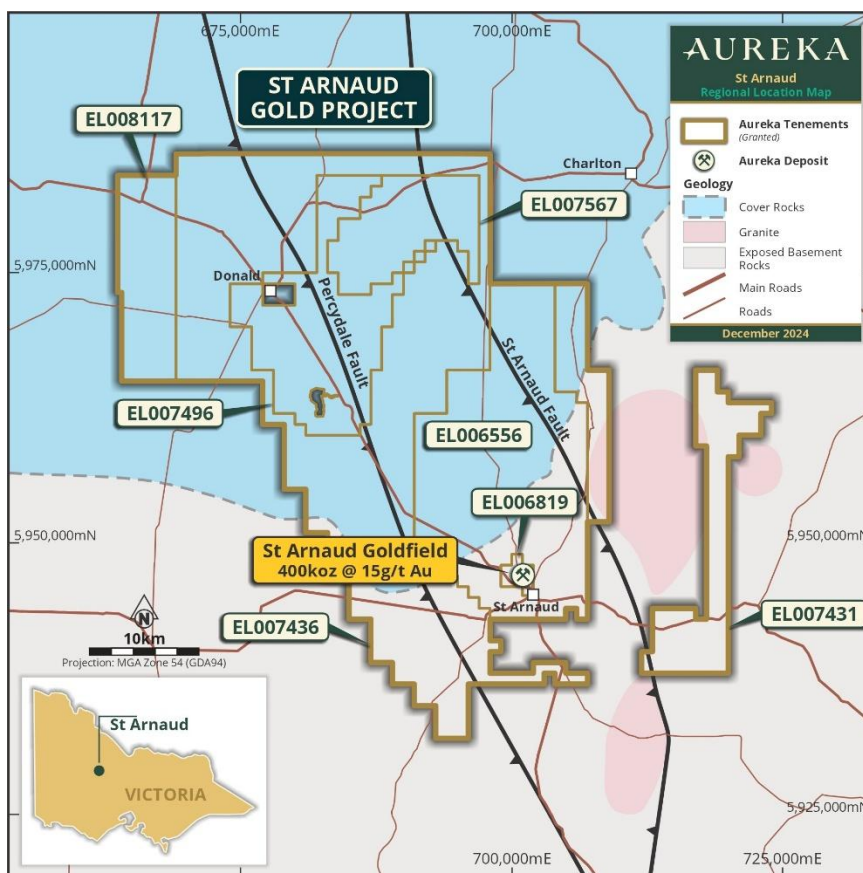 675,000mE
700,000mE
ST ARNAUD
GOLD PROJECT
EL008117
Charlton
EL007567
5,975,000mN
Donald
Percydale Fault
St Arnaud Fault
EL007496
EL006556
EL006819
5,950,000mN
St Arnaud Goldfield
400koz @ 15g/t Au
St Arnaud
EL007436
EL007431
N
10km
Projection: MGA Zone 54 (GDA94)
St Arnaud
VICTORIA
5,925,000mN
700,000mE
725,000mE
AUREKA
St Arnaud
Regional Location Map
Aureka Tenements
(Granted)
Aureka Deposit
Geology
Cover Rocks
Granite
Exposed Basement
Rocks
Main Roads
Roads
December 2024